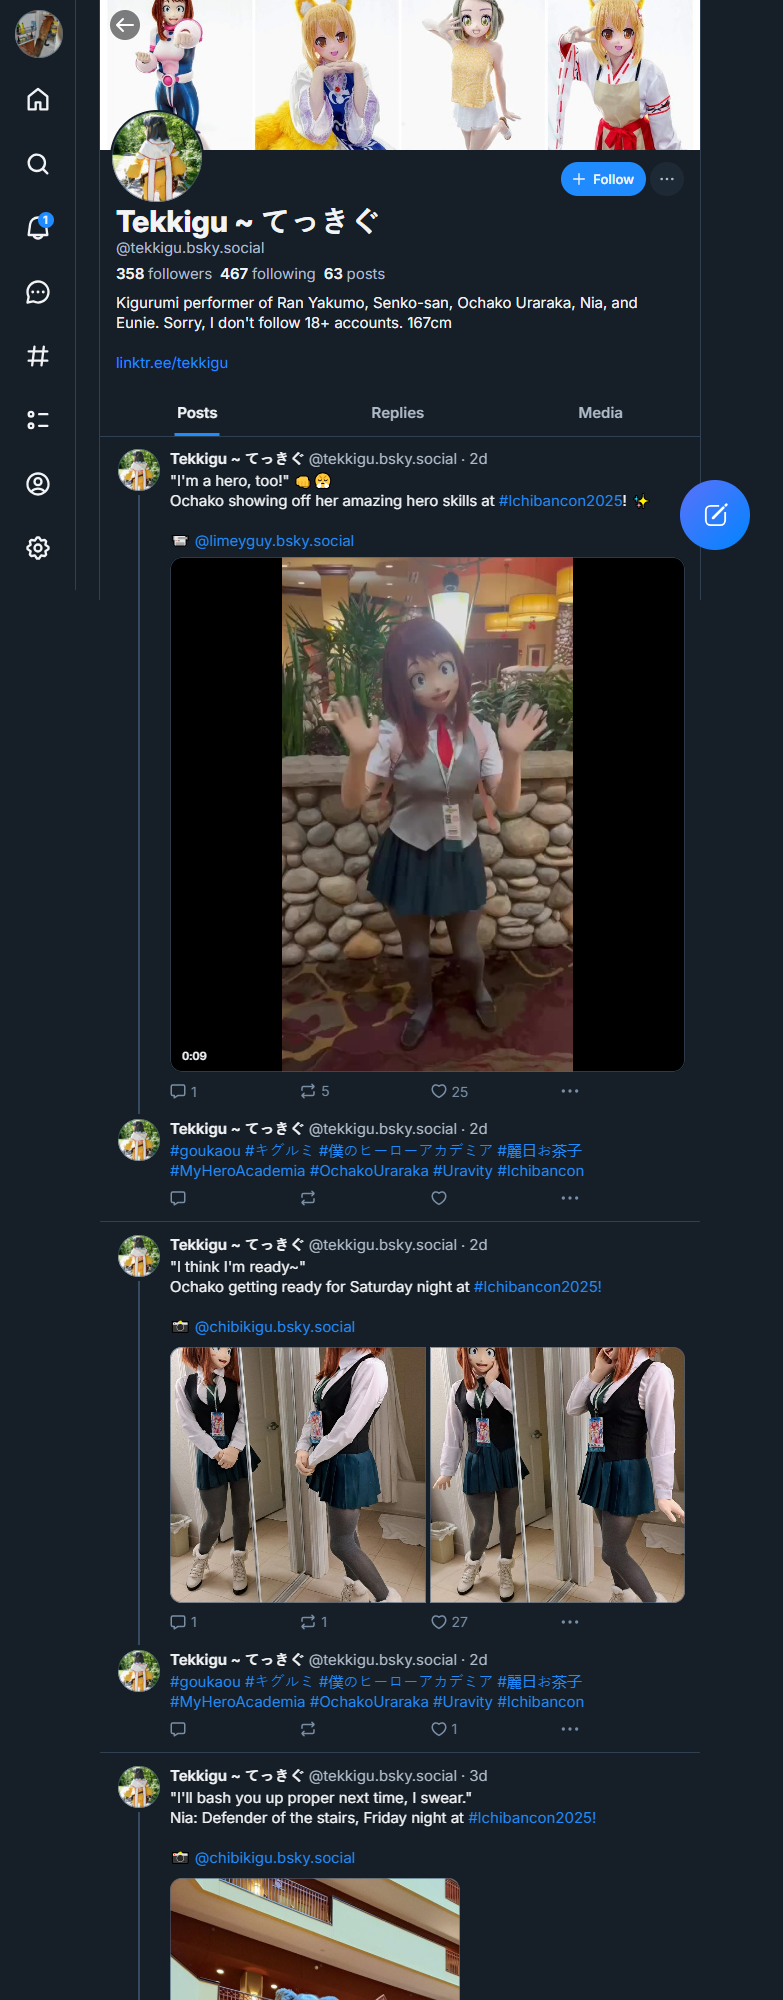 Follow
Tekkigu ~ てっきぐ
@tekkigu.bsky.social
358 followers 467 following 63 posts
Kigurumi performer of Ran Yakumo, Senko-san, Ochako Uraraka, Nia, and
Eunie. Sorry, I don't follow 18+ accounts. 167cm
linktr.ee/tekkigu
Posts Replies Media
1
Tekkigu ~ てっきぐ @tekkigu.bsky.social · 2d
"I'm a hero, too!" 👊😤
Ochako showing off her amazing hero skills at #Ichibancon2025! ✨
📹 @limeyguy.bsky.social
0:09
1 5 25
Tekkigu ~ てっきぐ @tekkigu.bsky.social · 2d
#goukaou #キグルミ #僕のヒーローアカデミア #麗日お茶子
#MyHeroAcademia #OchakoUraraka #Uravity #Ichibancon
Tekkigu ~ てっきぐ @tekkigu.bsky.social · 2d
"I think I'm ready~"
Ochako getting ready for Saturday night at #Ichibancon2025!
📸 @chibikigu.bsky.social
1 1 27
Tekkigu ~ てっきぐ @tekkigu.bsky.social · 2d
#goukaou #キグルミ #僕のヒーローアカデミア #麗日お茶子
#MyHeroAcademia #OchakoUraraka #Uravity #Ichibancon
1
Tekkigu ~ てっきぐ @tekkigu.bsky.social · 3d
"I'll bash you up proper next time, I swear."
Nia: Defender of the stairs, Friday night at #Ichibancon2025!
📸 @chibikigu.bsky.social